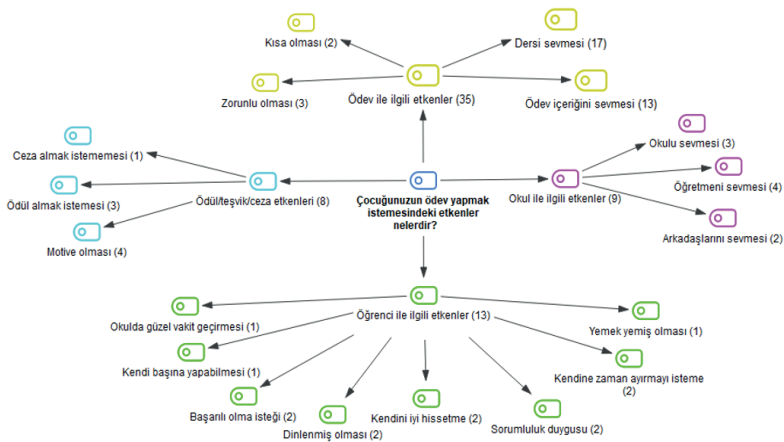 Kısa olması (2)
Dersi sevmesi (17)
Zorunlu olması (3)
Ödev ile ilgili etkenler (35)
Ödev içeriğini sevmesi (13)
Ceza almak istememesi (1)
Okulu sevmesi (3)
Ödül almak istemesi (3)
Ödül/teşvik/ceza etkenleri (8)
Çocuğunuzun ödev yapmak
istemesindeki etkenler
nelerdir?
Okul ile ilgili etkenler (9)
Öğretmeni sevmesi (4)
Motive olması (4)
Arkadaşlarını sevmesi (2)
Okulda güzel vakit geçirmesi (1)
Öğrenci ile ilgili etkenler (13)
Yemek yemiş olması (1)
Kendi başına yapabilmesi (1)
Kendine zaman ayırmayı isteme
(2)
Başarılı olma isteği (2)
Dinlenmiş olması (2)
Kendini iyi hissetme (2)
Sorumluluk duygusu (2)